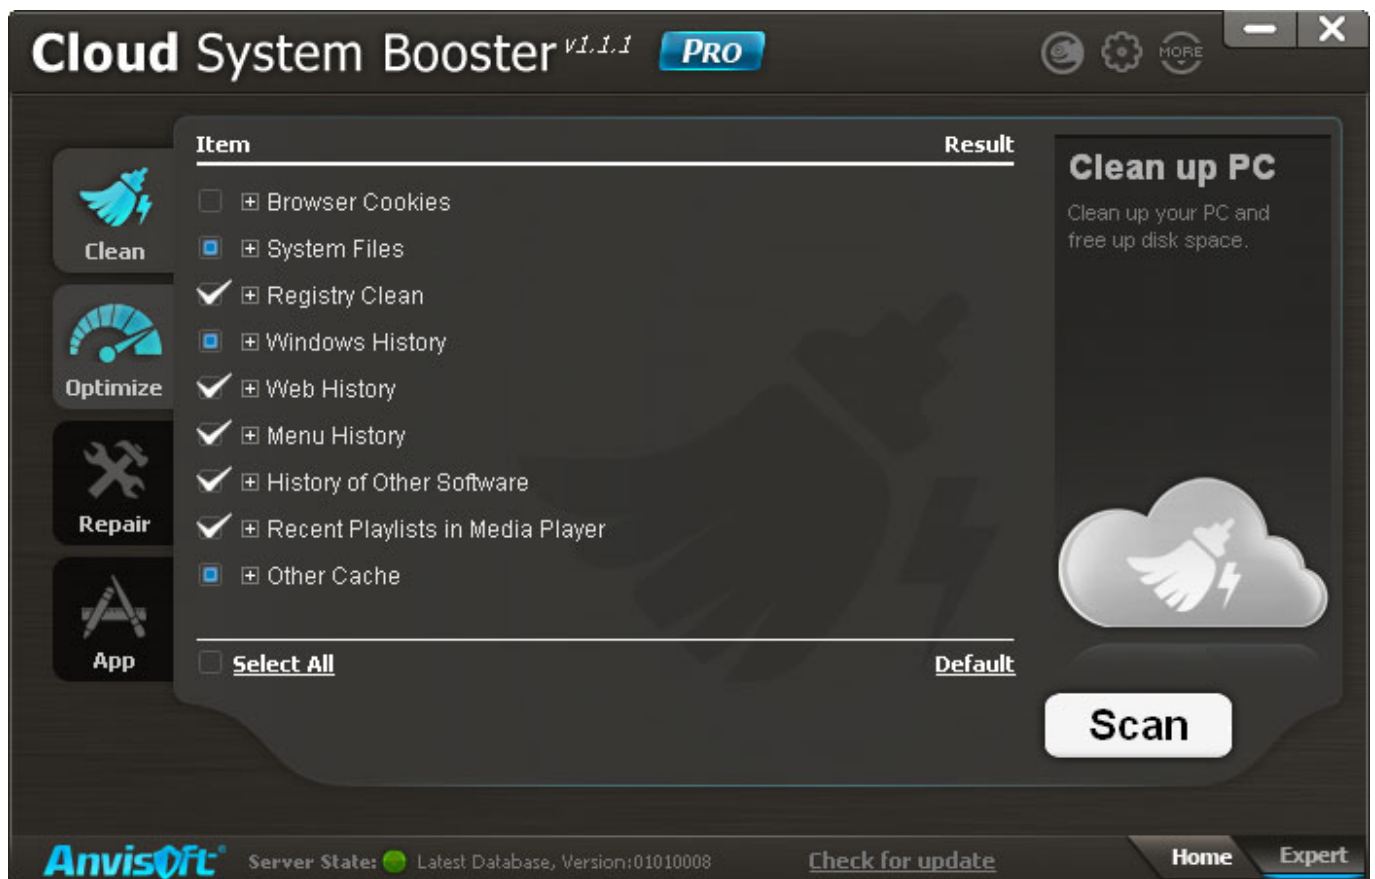 Cloud System Booster v1.1.1 PRO
MORE
Item Result
Browser Cookies
System Files
Registry Clean
Windows History
Web History
Menu History
History of Other Software
Recent Playlists in Media Player
Other Cache
Select All Default
Clean
Optimize
Repair
App
Clean up PC
Clean up your PC and
free up disk space.
Scan
Anvisoft Server State: Latest Database, Version:01010008 Check for update Home Expert